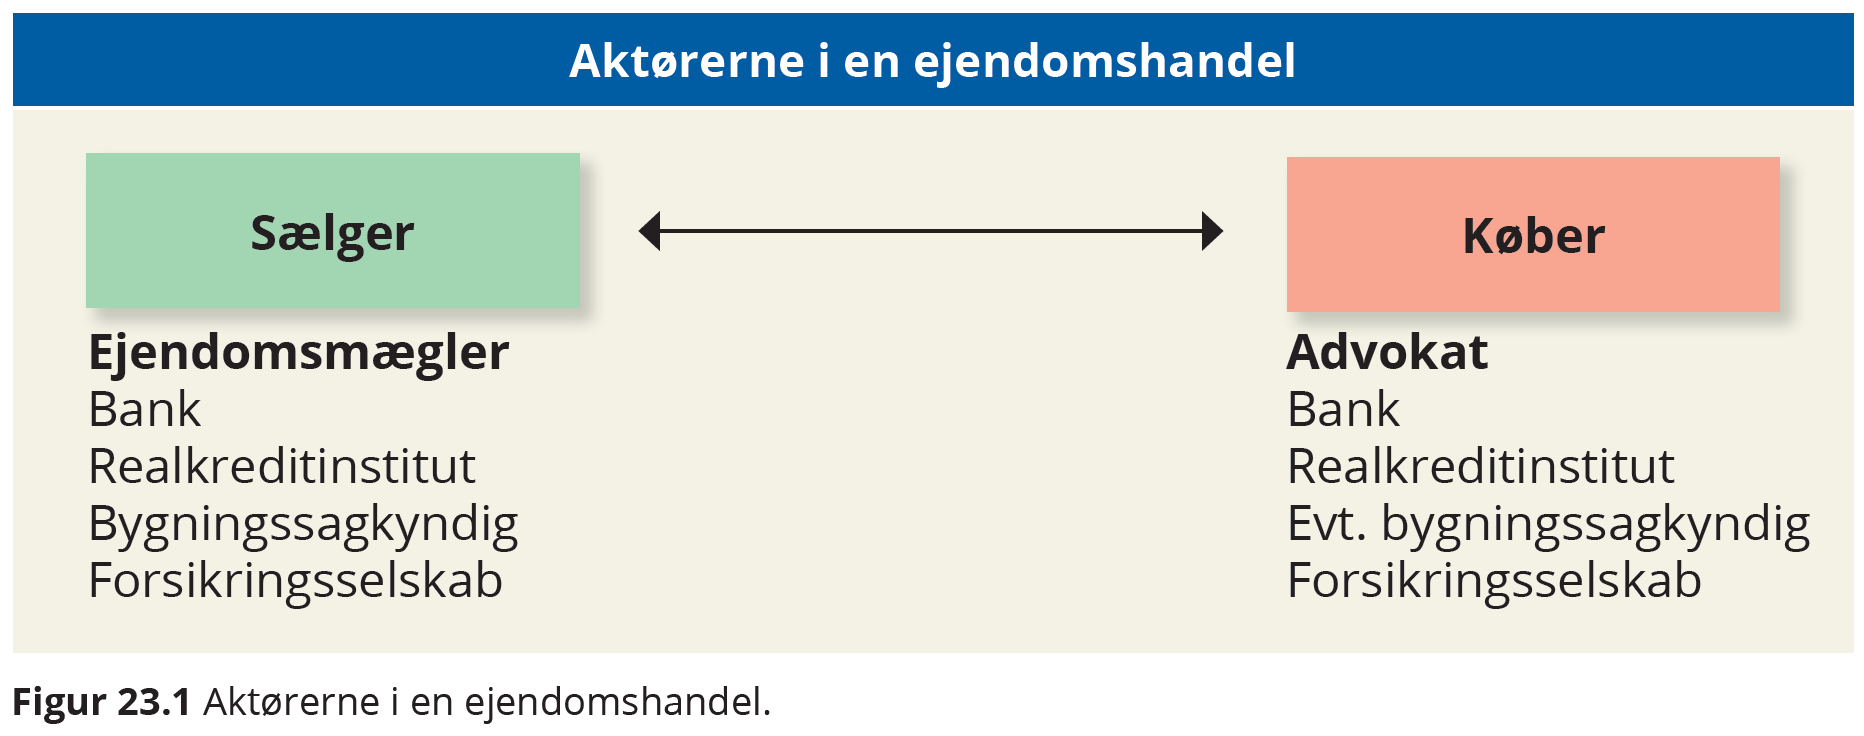 Aktørerne i en ejendomshandel
Sælger
Ejendomsmægler
Bank
Realkreditinstitut
Bygningssagkyndig
Forsikringsselskab
Køber
Advokat
Bank
Realkreditinstitut
Evt. bygningssagkyndig
Forsikringsselskab
Figur 23.1 Aktørerne i en ejendomshandel.